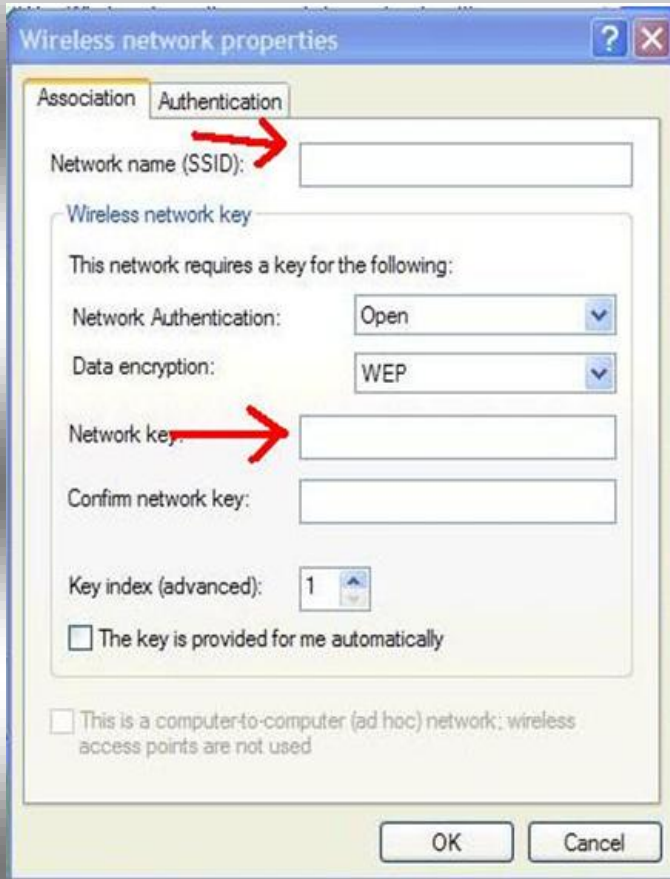 Wireless network properties
Association
Authentication
Network name (SSID):
Wireless network key
This network requires a key for the following:
Network Authentication: Open
Data encryption: WEP
Network key:
Confirm network key:
Key index (advanced): 1
The key is provided for me automatically
This is a computer-to-computer (ad hoc) network; wireless
access points are not used
OK Cancel